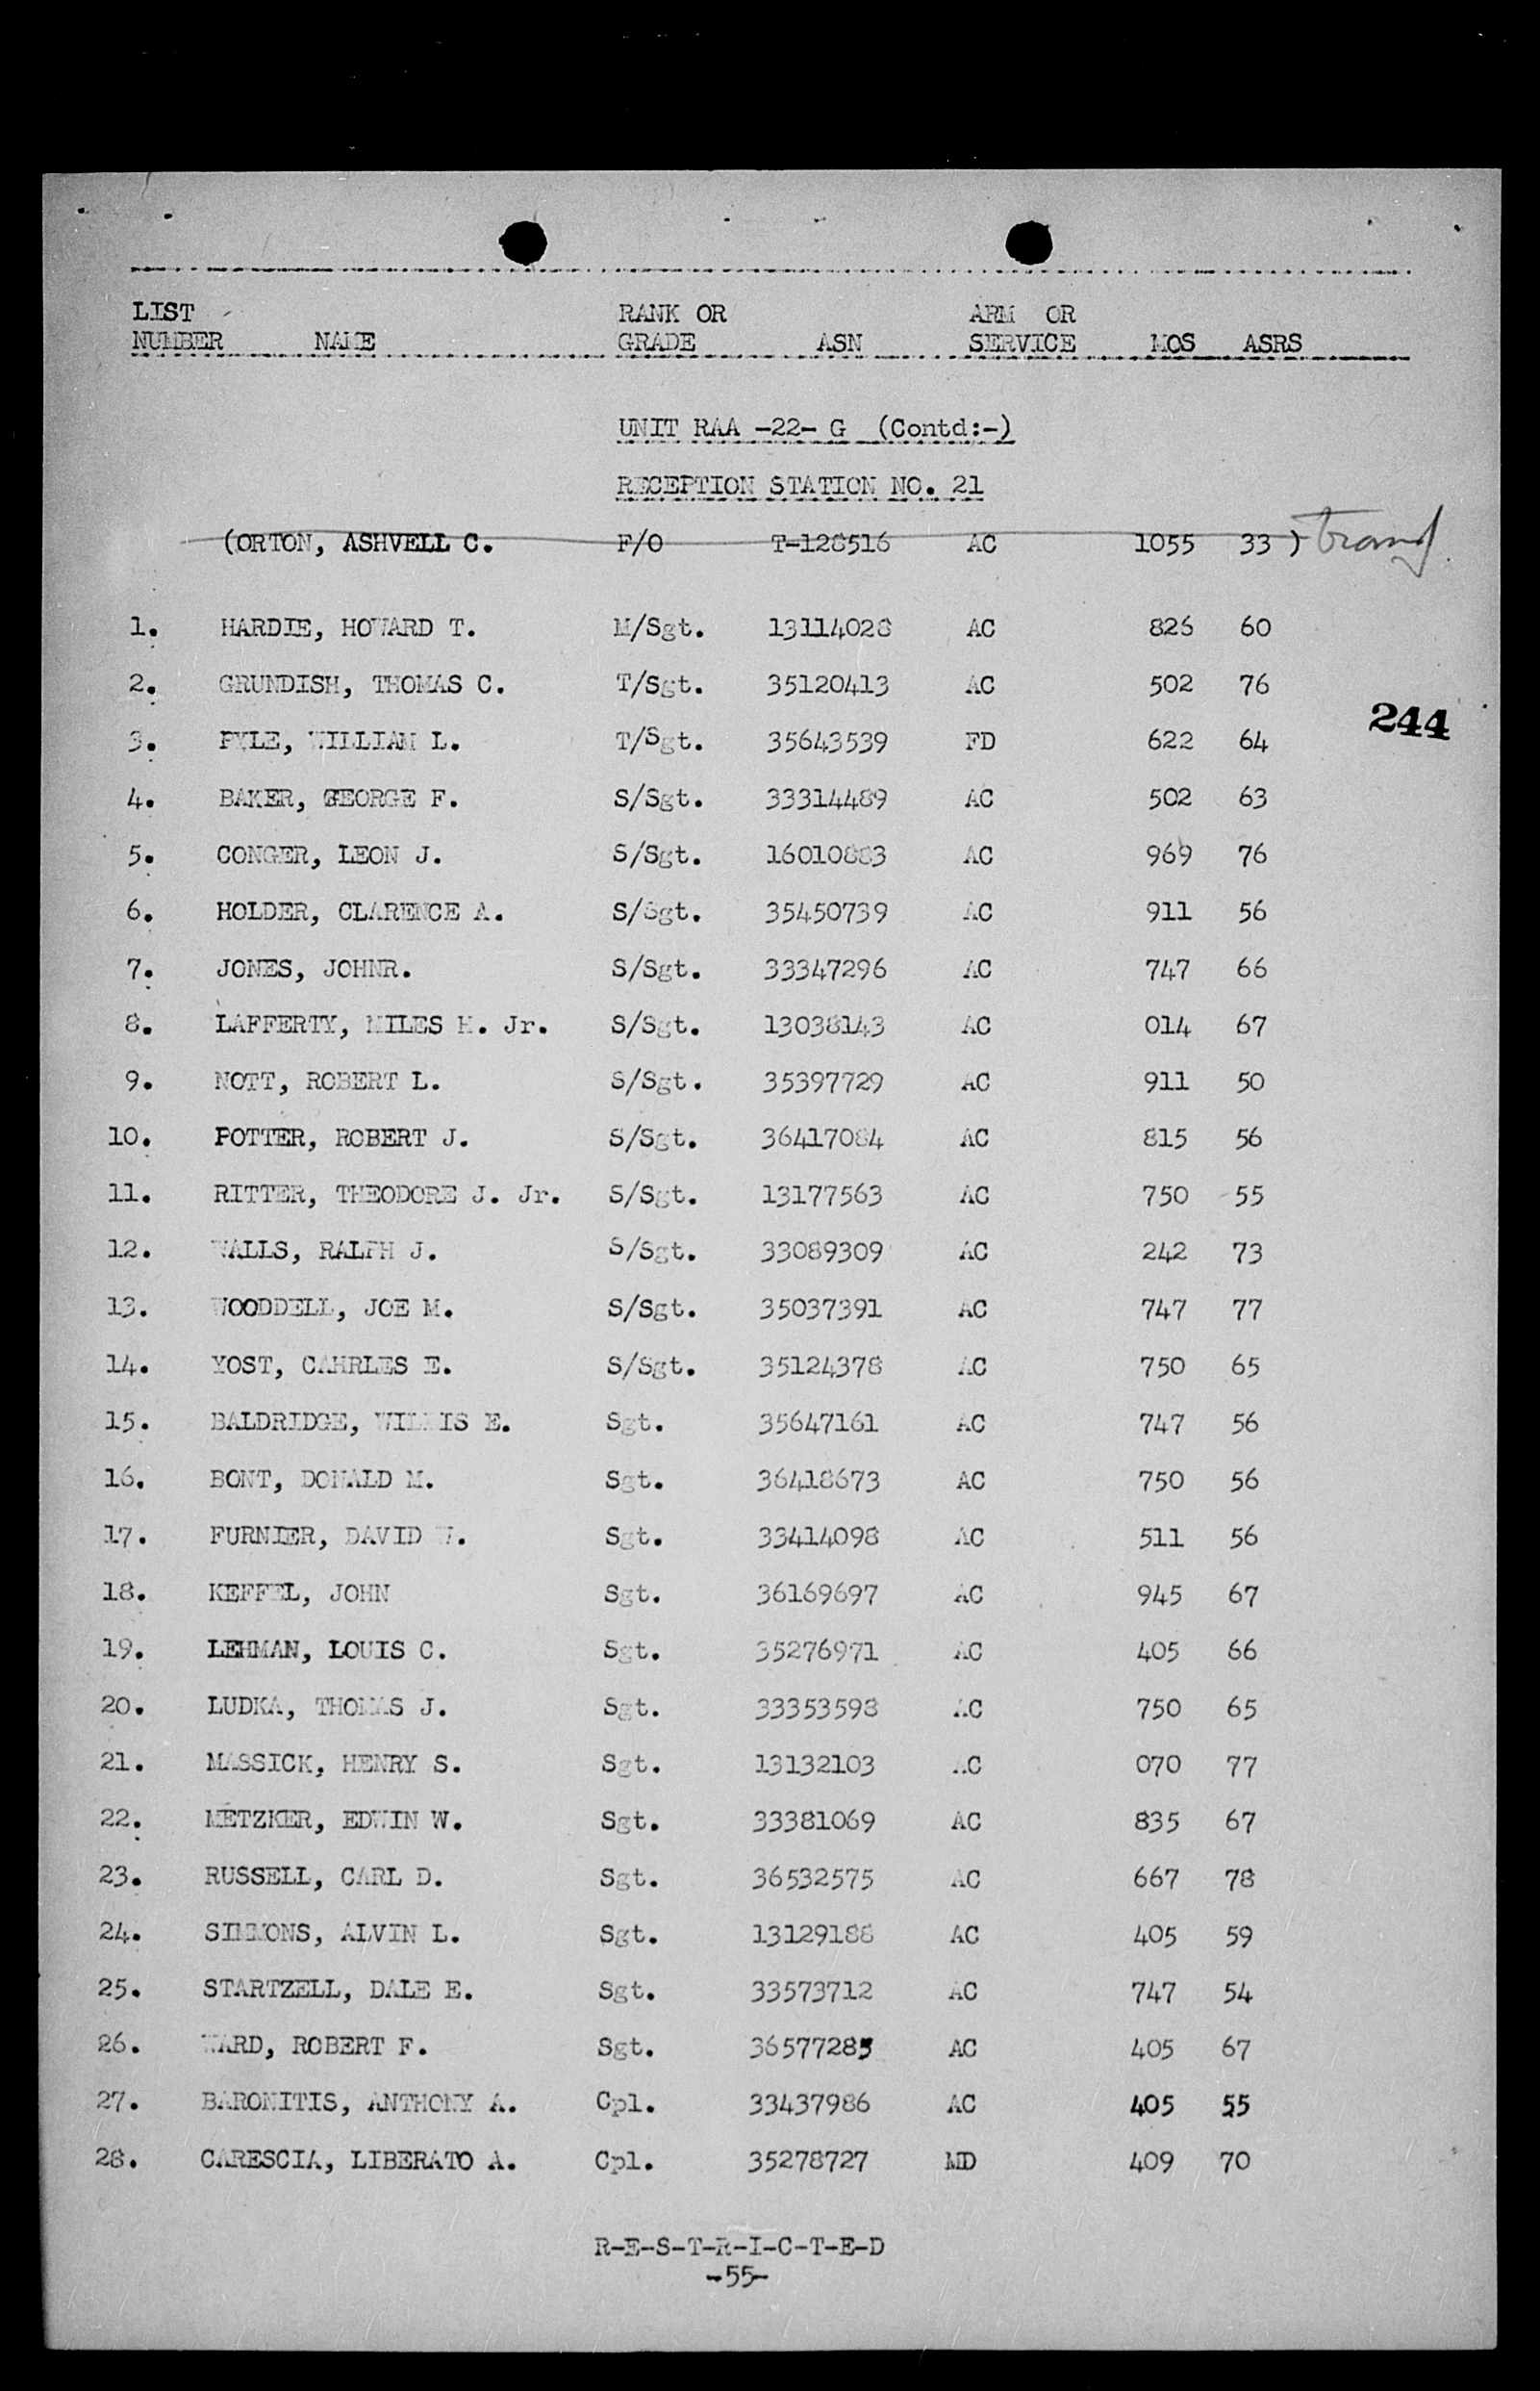 LIST RANK OR ARM OR
NUMBER NAME GRADE ASN SERVICE MOS ASRS
UNIT RAA -22- G (Contd:-)
RECEPTION STATION NO. 21
(ORTON, ASHVELL C. F/O T-128516 AC 1055 33 )
1. HARDIE, HOWARD T. M/Sgt. 13114028 AC 826 60
2. GRUNDISH, THOMAS C. T/Sgt. 35120413 AC 502 76
244
3. PYLE, WILLIAM L. T/Sgt. 35643539 FD 622 64
4. BAKER, GEORGE F. S/Sgt. 33314489 AC 502 63
5. CONGER, LEON J. S/Sgt. 16010883 AC 969 76
6. HOLDER, CLARENCE A. S/Sgt. 35450739 AC 911 56
7. JONES, JOHNR. S/Sgt. 33347296 AC 747 66
8. LAFFERTY, MILES H. Jr. S/Sgt. 13038143 AC 014 67
9. NOTT, ROBERT L. S/Sgt. 35397729 AC 911 50
10. POTTER, ROBERT J. S/Sgt. 36417084 AC 815 56
11. RITTER, THEODORE J. Jr. S/Sgt. 13177563 AC 750 55
12. WALLS, RALPH J. S/Sgt. 33089309 AC 242 73
13. WOODDELL, JOE M. S/Sgt. 35037391 AC 747 77
14. YOST, CAHRLES E. S/Sgt. 35124378 AC 750 65
15. BALDRIDGE, E. Sgt. 35647161 AC 747 56
16. BONT, DONALD M. Sgt. 36418673 AC 750 56
17. FURNIER, DAVID W. Sgt. 33414098 AC 511 56
18. KEFFEL, JOHN Sgt. 36169697 AC 945 67
19. LEHMAN, LOUIS C. Sgt. 35276971 AC 405 66
20. LUDKA, THOMAS J. Sgt. 33353598 AC 750 65
21. MASSICK, HENRY S. Sgt. 13132103 AC 070 77
22. METZKER, EDWIN W. Sgt. 33381069 AC 835 67
23. RUSSELL, CARL D. Sgt. 36532575 AC 667 78
24. SIMMONS, ALVIN L. Sgt. 13129188 AC 405 59
25. STARTZELL, DALE E. Sgt. 33573712 AC 747 54
26. WARD, ROBERT F. Sgt. 36577285 AC 405 67
27. BARONITIS, ANTHONY A. Cpl. 33437986 AC 405 55
28. CARESCIA, LIBERATO A. Cpl. 35278727 MD 409 70
R-E-S-T-R-I-C-T-E-D
-55-